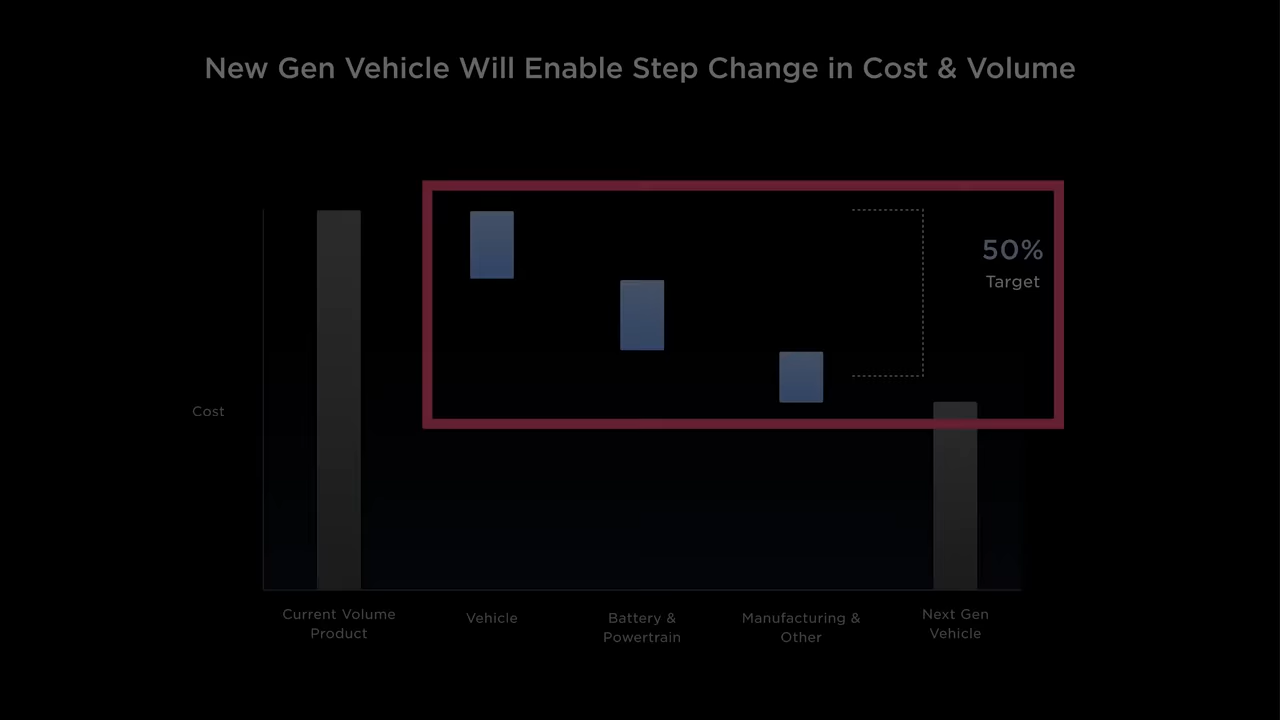 New Gen Vehicle Will Enable Step Change in Cost & Volume
50%
Target
Cost
Current Volume
Product
Vehicle
Battery &
Powertrain
Manufacturing &
Other
Next Gen
Vehicle